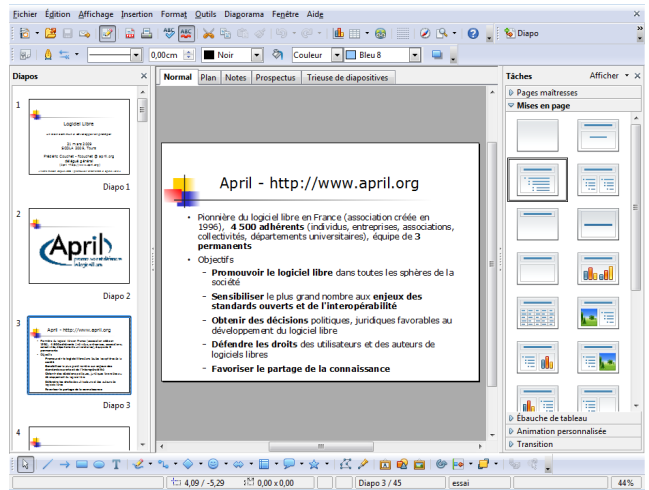 Fichier Édition Affichage Insertion Format Outils Diaporama Fenêtre Aide
Diapo
0,00cm Noir Couleur Bleu 8
Diapos
Normal Plan Notes Prospectus Trieuse de diapositives
Tâches Afficher
1
Logiciel Libre
31 mars 2009
Diapo 1
2
April
Diapo 2
3
April - http://www.april.org
Diapo 3
4
April - http://www.april.org
Pionnière du logiciel libre en France (association créée en
1996), 4 500 adhérents (individus, entreprises, associations,
collectivités, départements universitaires), équipe de 3
permanents
Objectifs
– Promouvoir le logiciel libre dans toutes les sphères de la
société
– Sensibiliser le plus grand nombre aux enjeux des
standards ouverts et de l'interopérabilité
– Obtenir des décisions politiques, juridiques favorables au
développement du logiciel libre
– Défendre les droits des utilisateurs et des auteurs de
logiciels libres
– Favoriser le partage de la connaissance
Pages maîtresses
Mises en page
Ébauche de tableau
Animation personnalisée
Transition
4,09 / -5,29 0,00 x 0,00 Diapo 3 / 45 essai 44%